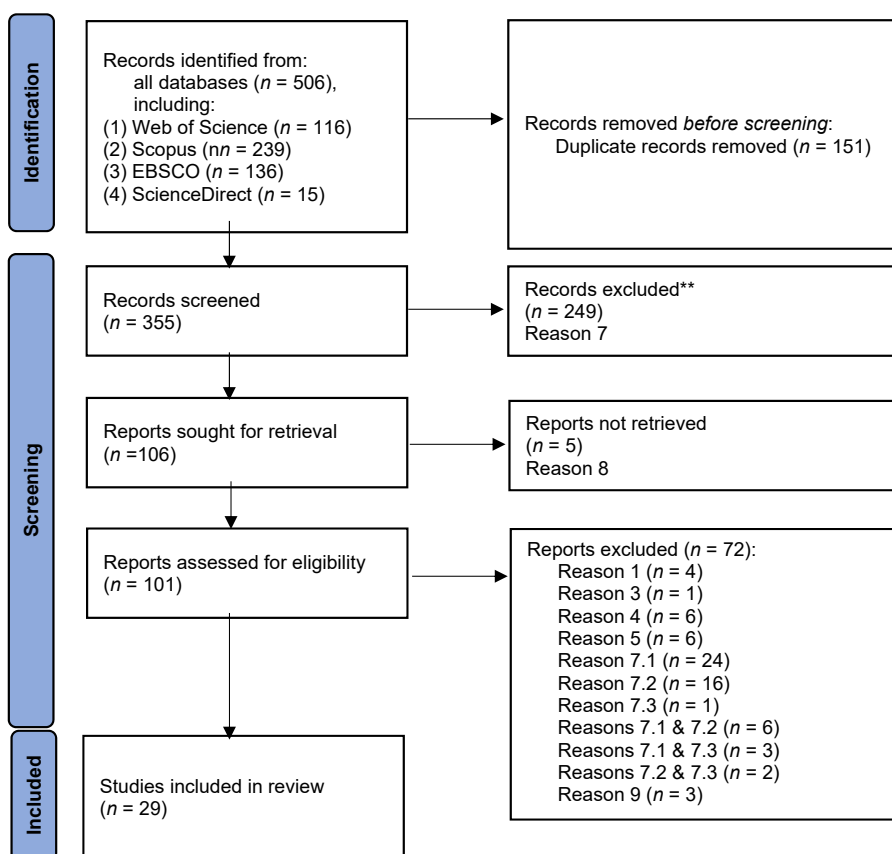 Identification
Records identified from:
all databases (n = 506),
including:
(1) Web of Science (n = 116)
(2) Scopus (nn = 239)
(3) EBSCO (n = 136)
(4) ScienceDirect (n = 15)
Records removed before screening:
Duplicate records removed (n = 151)
Screening
Records screened
(n = 355)
Records excluded**
(n = 249)
Reason 7
Reports sought for retrieval
(n =106)
Reports not retrieved
(n = 5)
Reason 8
Reports assessed for eligibility
(n = 101)
Reports excluded (n = 72):
Reason 1 (n = 4)
Reason 3 (n = 1)
Reason 4 (n = 6)
Reason 5 (n = 6)
Reason 7.1 (n = 24)
Reason 7.2 (n = 16)
Reason 7.3 (n = 1)
Reasons 7.1 & 7.2 (n = 6)
Reasons 7.1 & 7.3 (n = 3)
Reasons 7.2 & 7.3 (n = 2)
Reason 9 (n = 3)
Included
Studies included in review
(n = 29)